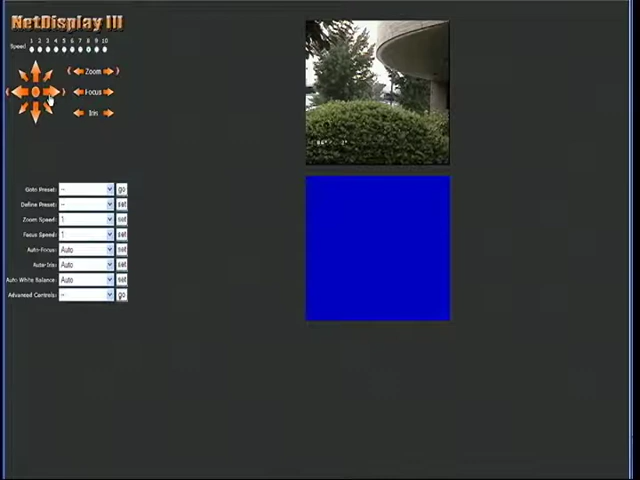 NetDisplay III
Speed 1 2 3 4 5 6 7 8 9 10
Zoom
Focus
Iris
Goto Preset: -- go
Define Preset: -- set
Zoom Speed: 1 set
Focus Speed: 1 set
Auto-Focus: Auto set
Auto-Iris: Auto set
Auto White Balance: Auto set
Advanced Controls: -- go